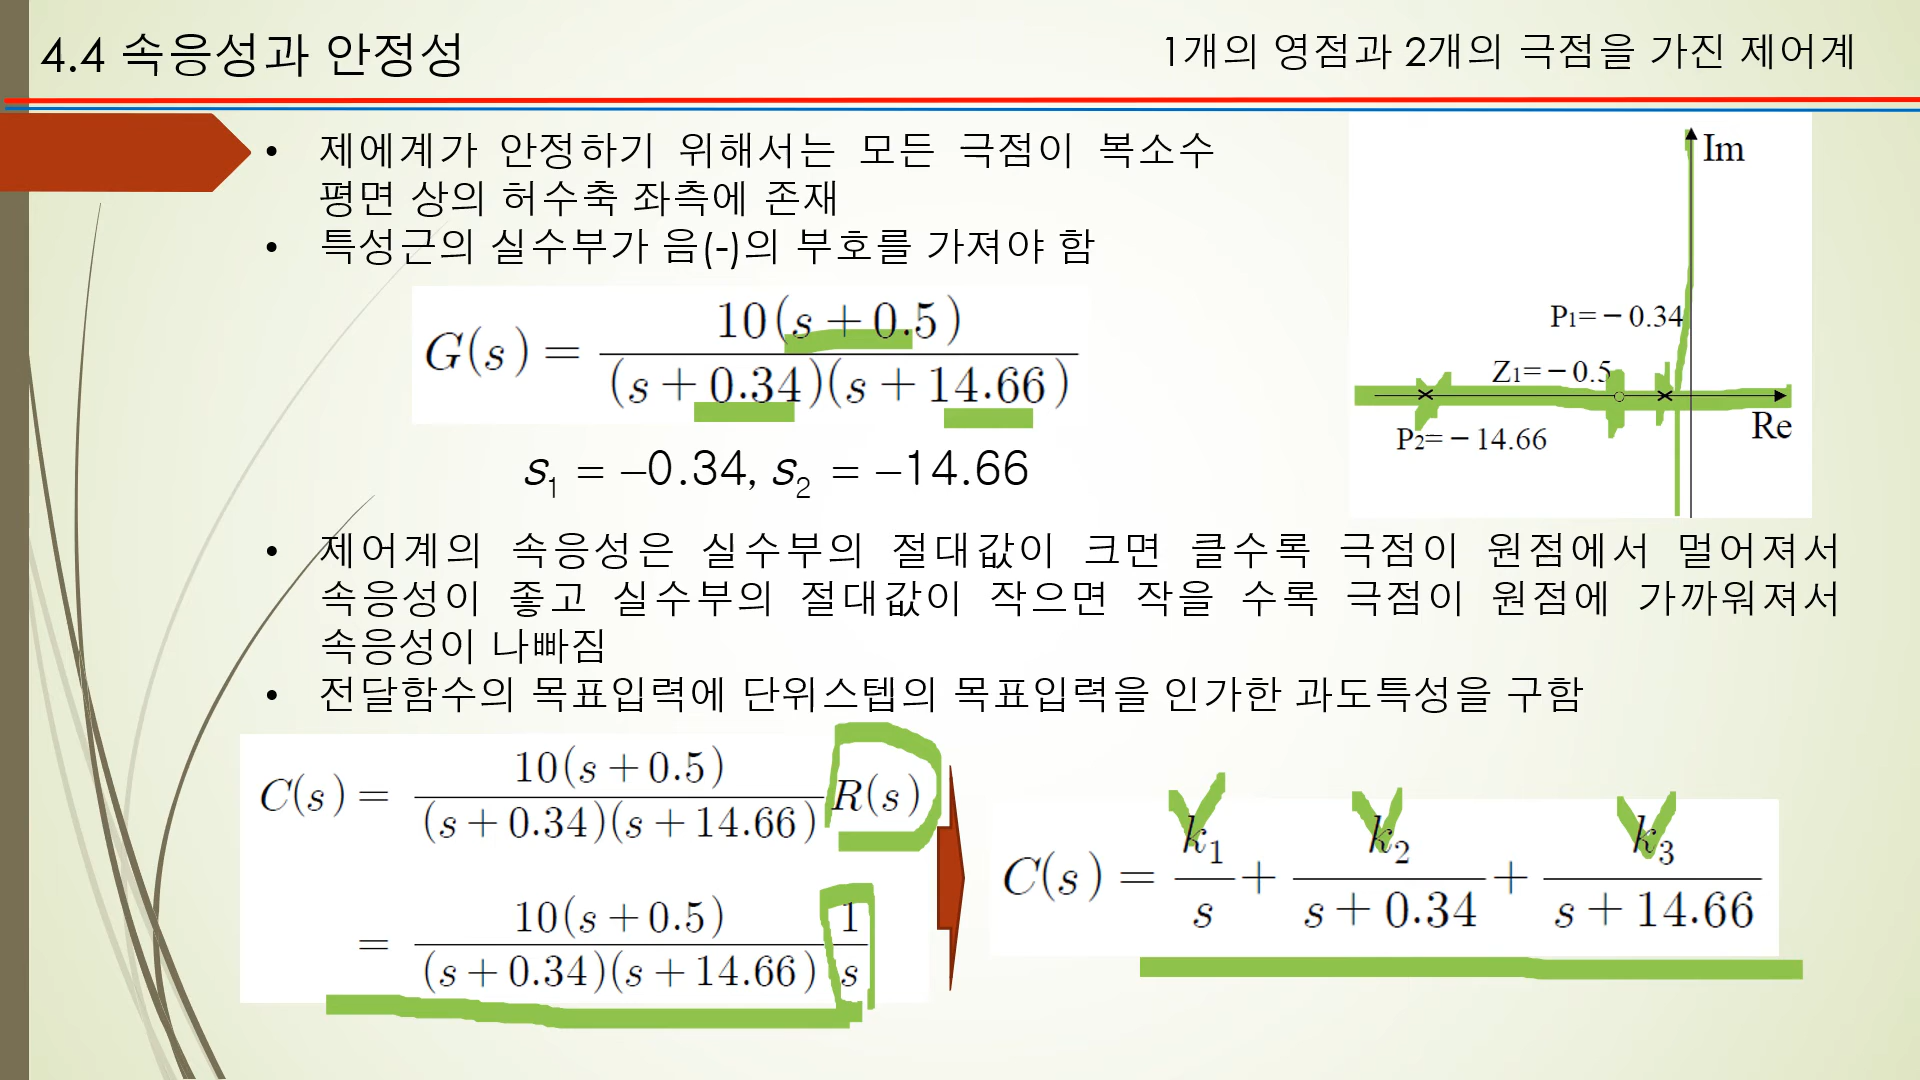 4.4 속응성과 안정성
1개의 영점과 2개의 극점을 가진 제어계
• 제에계가 안정하기 위해서는 모든 극점이 복소수
평면 상의 허수축 좌측에 존재
• 특성근의 실수부가 음(-)의 부호를 가져야 함
G(s) = 10(s+0.5) / (s+0.34)(s+14.66)
s₁ = −0.34, s₂ = −14.66
Im
P₁=−0.34
Z₁=−0.5
Re
P₂=−14.66
• 제어계의 속응성은 실수부의 절대값이 크면 클수록 극점이 원점에서 멀어져서
속응성이 좋고 실수부의 절대값이 작으면 작을 수록 극점이 원점에 가까워져서
속응성이 나빠짐
• 전달함수의 목표입력에 단위스텝의 목표입력을 인가한 과도특성을 구함
C(s) = 10(s+0.5) / (s+0.34)(s+14.66) R(s)
= 10(s+0.5) / (s+0.34)(s+14.66) 1/s
C(s) = k₁/s + k₂/(s+0.34) + k₃/(s+14.66)